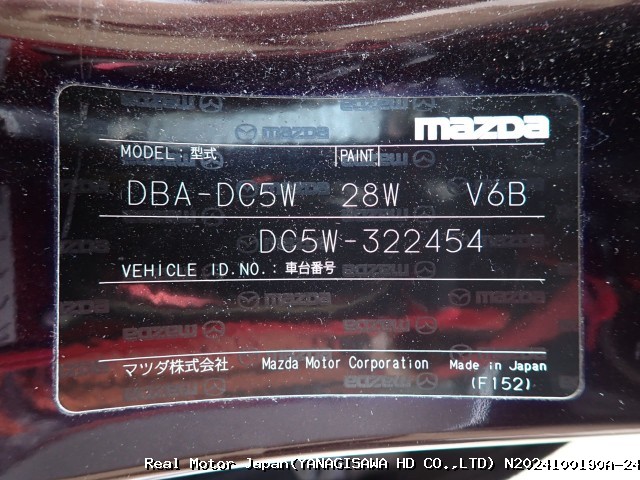 mazda
MODEL:型式 PAINT
DBA-DC5W 28W V6B
DC5W-322454
VEHICLE ID.NO.:車台番号
マツダ株式会社 Mazda Motor Corporation Made in Japan
(F152)
Real Motor Japan(YANAGISAWA HD CO.,LTD) N2024100190A-24